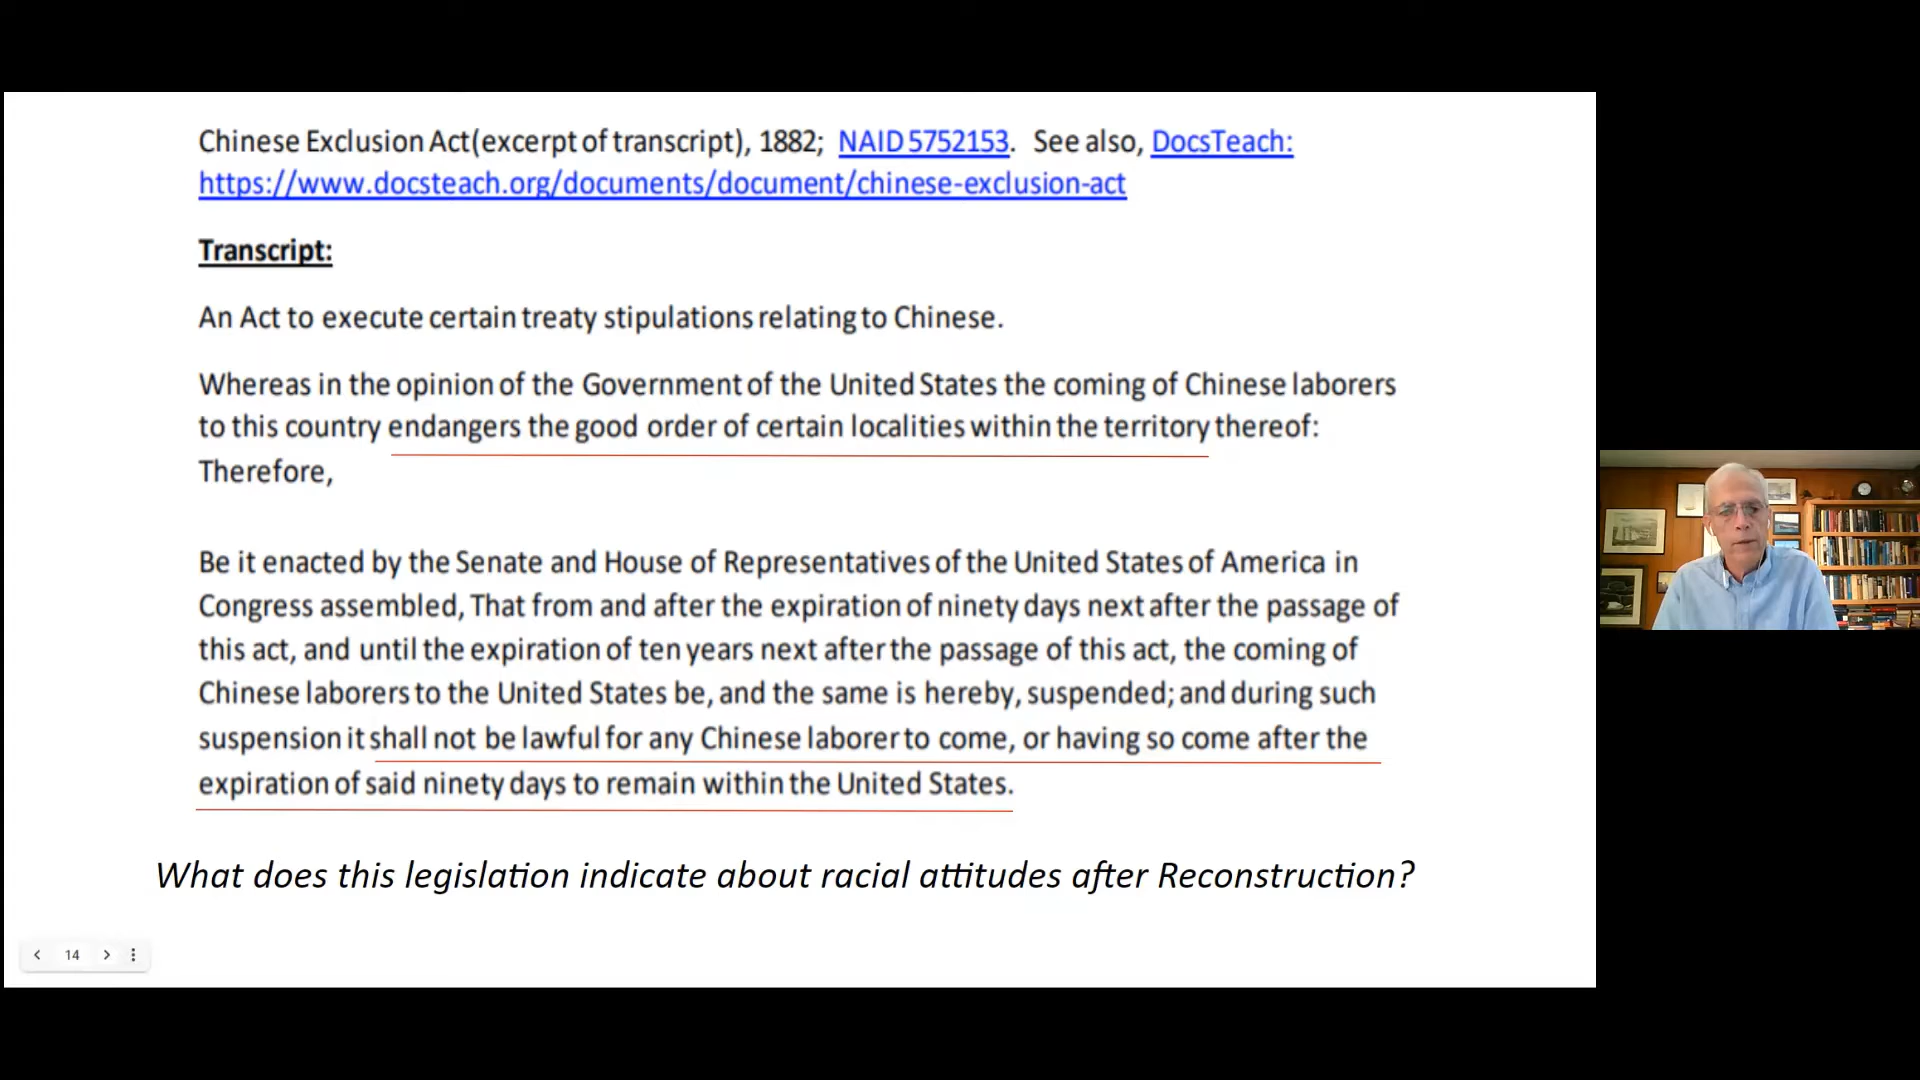 Chinese Exclusion Act(excerpt of transcript), 1882; NAID 5752153. See also, DocsTeach:
https://www.docsteach.org/documents/document/chinese-exclusion-act
Transcript:
An Act to execute certain treaty stipulations relating to Chinese.
Whereas in the opinion of the Government of the United States the coming of Chinese laborers
to this country endangers the good order of certain localities within the territory thereof:
Therefore,
Be it enacted by the Senate and House of Representatives of the United States of America in
Congress assembled, That from and after the expiration of ninety days next after the passage of
this act, and until the expiration of ten years next after the passage of this act, the coming of
Chinese laborers to the United States be, and the same is hereby, suspended; and during such
suspension it shall not be lawful for any Chinese laborer to come, or having so come after the
expiration of said ninety days to remain within the United States.
What does this legislation indicate about racial attitudes after Reconstruction?
14